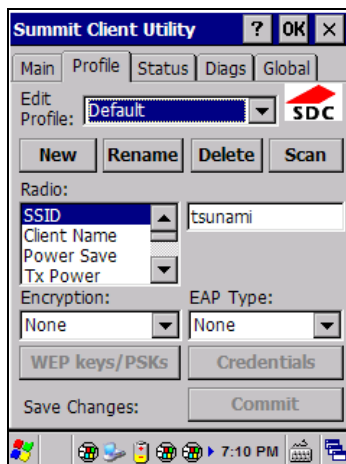 Summit Client Utility ? OK ×
Main Profile Status Diags Global
Edit
Profile: Default
SDC
New Rename Delete Scan
Radio:
SSID tsunami
Client Name
Power Save
Tx Power
Encryption: EAP Type:
None None
WEP keys/PSKs Credentials
Save Changes: Commit
7:10 PM